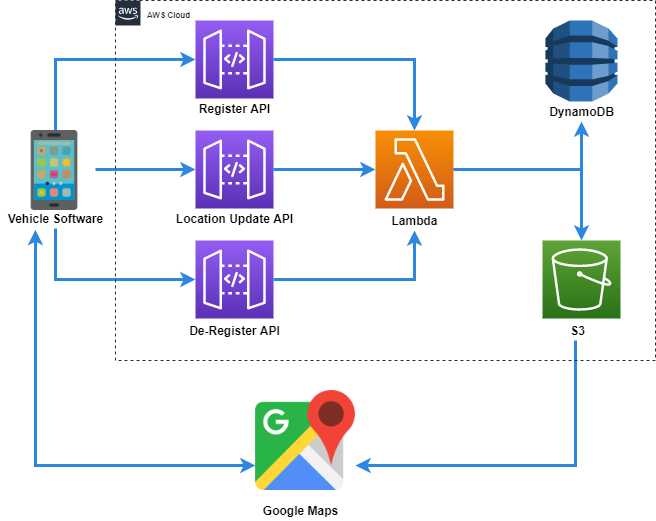 aws
AWS Cloud
Register API
DynamoDB
Vehicle Software
Location Update API
Lambda
De-Register API
S3
G
Google Maps